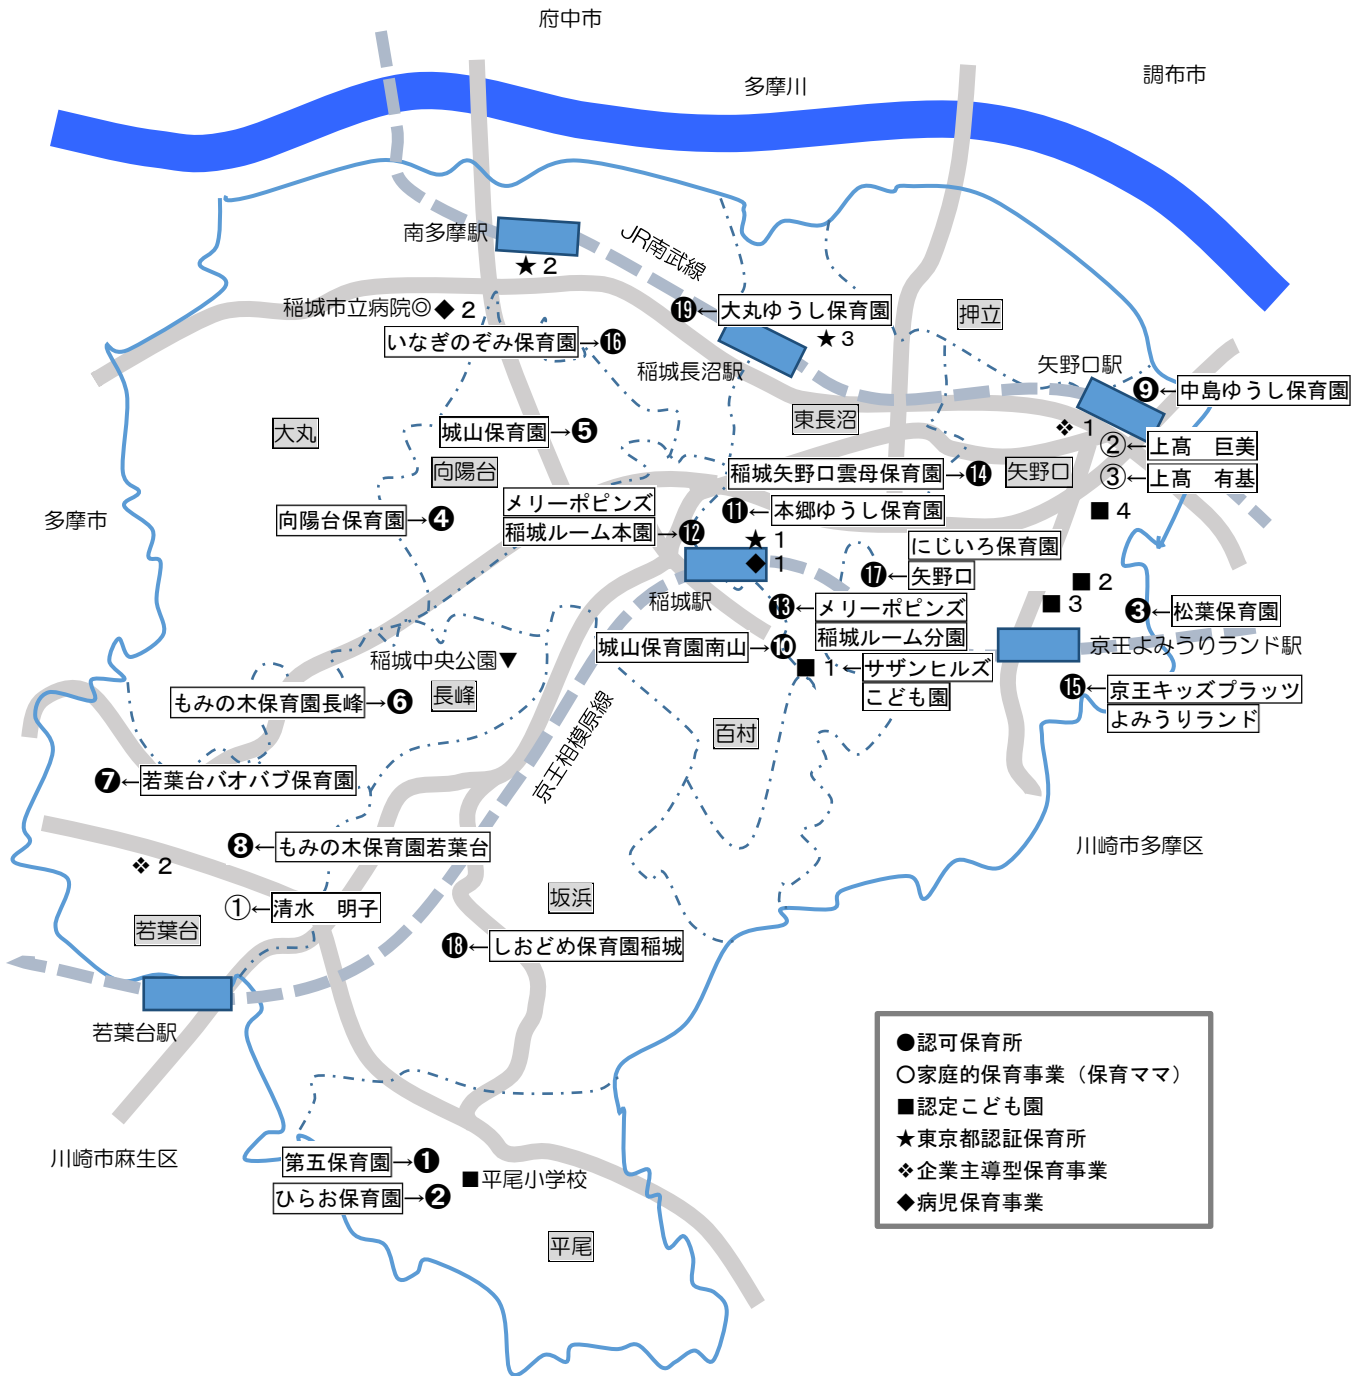 府中市
調布市
多摩川
南多摩駅
JR南武線
★2
稲城市立病院◎◆2
⓳←大丸ゆうし保育園
★3
押立
いなぎのぞみ保育園→⓰
稲城長沼駅
矢野口駅
❾←中島ゆうし保育園
大丸
城山保育園→❺
東長沼
❖1
②←上髙　巨美
向陽台
稲城矢野口雲母保育園→⓮
矢野口
③←上髙　有基
多摩市
向陽台保育園→❹
メリーポピンズ
稲城ルーム本園→⓬
⓫←本郷ゆうし保育園
■4
★1
◆1
にじいろ保育園
⓱←矢野口
稲城駅
■2
■3
⓭←メリーポピンズ
稲城ルーム分園
❸←松葉保育園
城山保育園南山→❿
京王よみうりランド駅
稲城中央公園▼
■1←サザンヒルズ
こども園
⓯←京王キッズプラッツ
よみうりランド
もみの木保育園長峰→❻
長峰
百村
京王相模原線
❼←若葉台バオバブ保育園
❽←もみの木保育園若葉台
川崎市多摩区
❖2
①←清水　明子
坂浜
若葉台
⓲←しおどめ保育園稲城
若葉台駅
●認可保育所
○家庭的保育事業（保育ママ）
■認定こども園
★東京都認証保育所
❖企業主導型保育事業
◆病児保育事業
川崎市麻生区
第五保育園→❶
■平尾小学校
ひらお保育園→❷
平尾